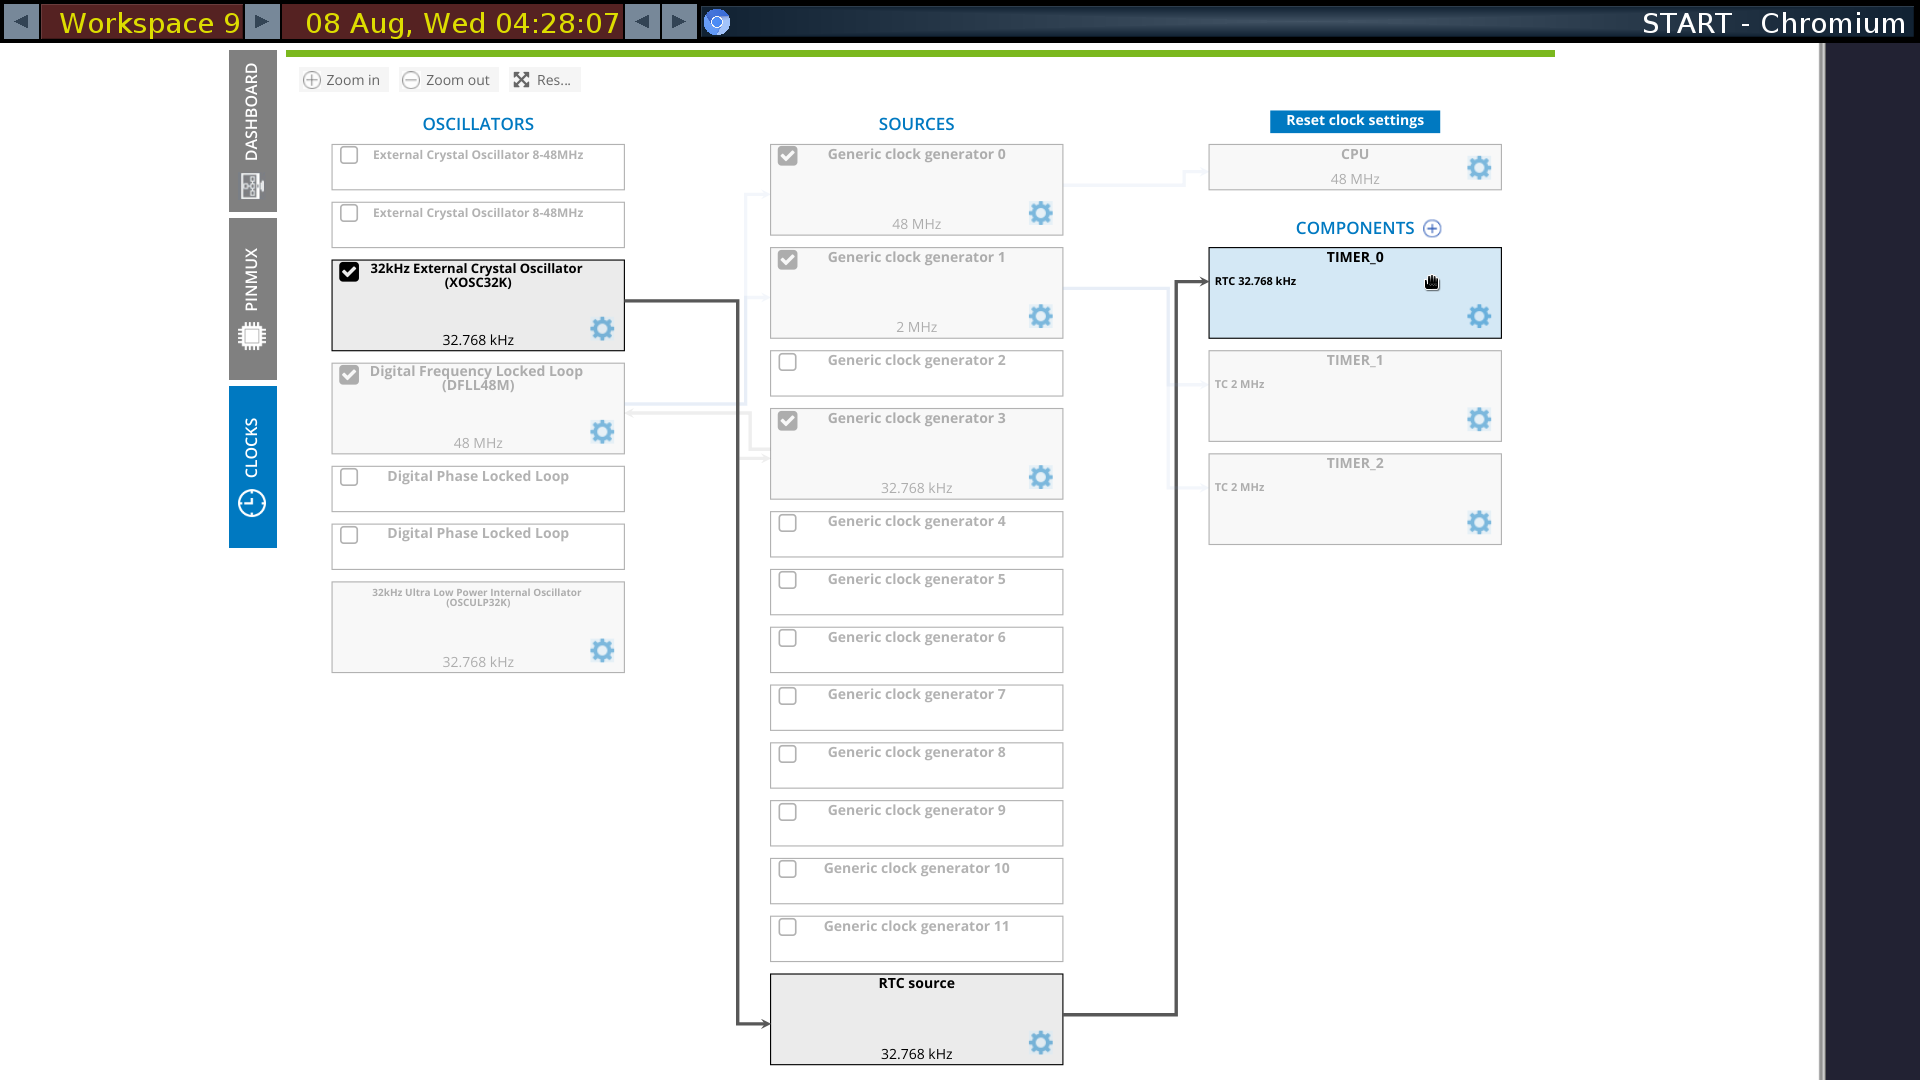 Workspace 9
08 Aug, Wed 04:28:07
START - Chromium
DASHBOARD
PINMUX
CLOCKS
Zoom in
Zoom out
Res...
OSCILLATORS
External Crystal Oscillator 8-48MHz
External Crystal Oscillator 8-48MHz
32kHz External Crystal Oscillator
(XOSC32K)
32.768 kHz
Digital Frequency Locked Loop
(DFLL48M)
48 MHz
Digital Phase Locked Loop
Digital Phase Locked Loop
32kHz Ultra Low Power Internal Oscillator
(OSCULP32K)
32.768 kHz
SOURCES
Generic clock generator 0
48 MHz
Generic clock generator 1
2 MHz
Generic clock generator 2
Generic clock generator 3
32.768 kHz
Generic clock generator 4
Generic clock generator 5
Generic clock generator 6
Generic clock generator 7
Generic clock generator 8
Generic clock generator 9
Generic clock generator 10
Generic clock generator 11
RTC source
32.768 kHz
Reset clock settings
CPU
48 MHz
COMPONENTS
TIMER_0
RTC 32.768 kHz
TIMER_1
TC 2 MHz
TIMER_2
TC 2 MHz